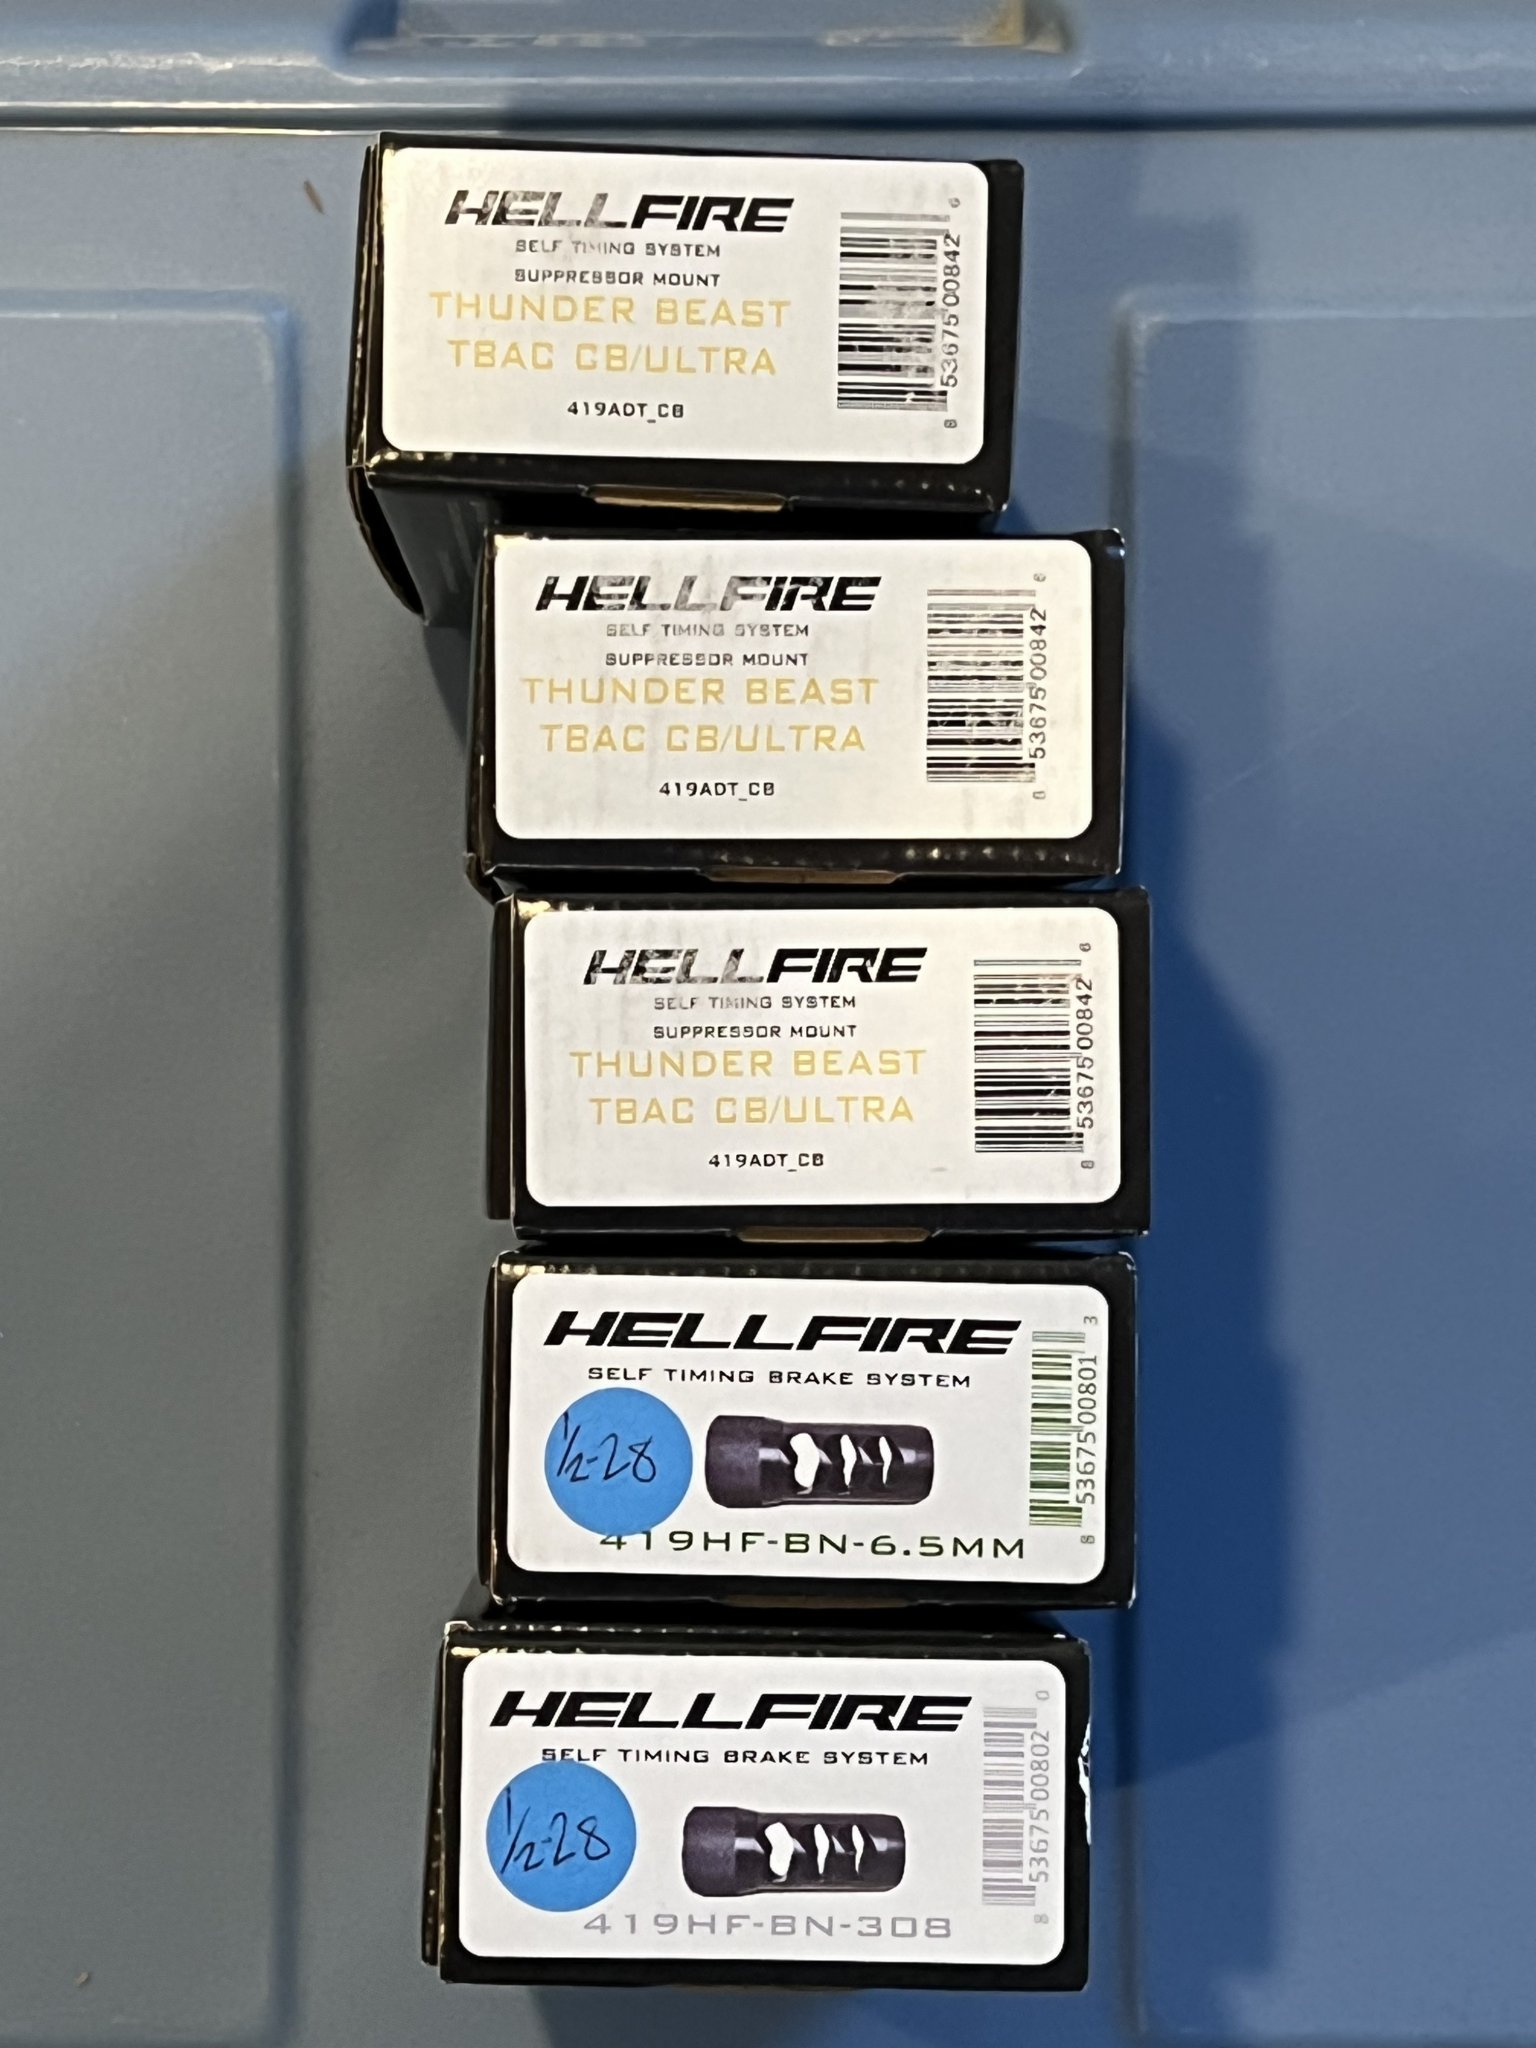 HELLFIRE
SELF TIMING SYSTEM
SUPPRESSOR MOUNT
THUNDER BEAST
TBAC CB/ULTRA
419ADT_CB
8 53675 00842 6
HELLFIRE
SELF TIMING SYSTEM
SUPPRESSOR MOUNT
THUNDER BEAST
TBAC CB/ULTRA
419ADT_CB
8 53675 00842 6
HELLFIRE
SELF TIMING SYSTEM
SUPPRESSOR MOUNT
THUNDER BEAST
TBAC CB/ULTRA
419ADT_CB
8 53675 00842 6
HELLFIRE
SELF TIMING BRAKE SYSTEM
1/2-28
419HF-BN-6.5MM
8 53675 00801 3
HELLFIRE
SELF TIMING BRAKE SYSTEM
1/2-28
419HF-BN-308
8 53675 00802 0